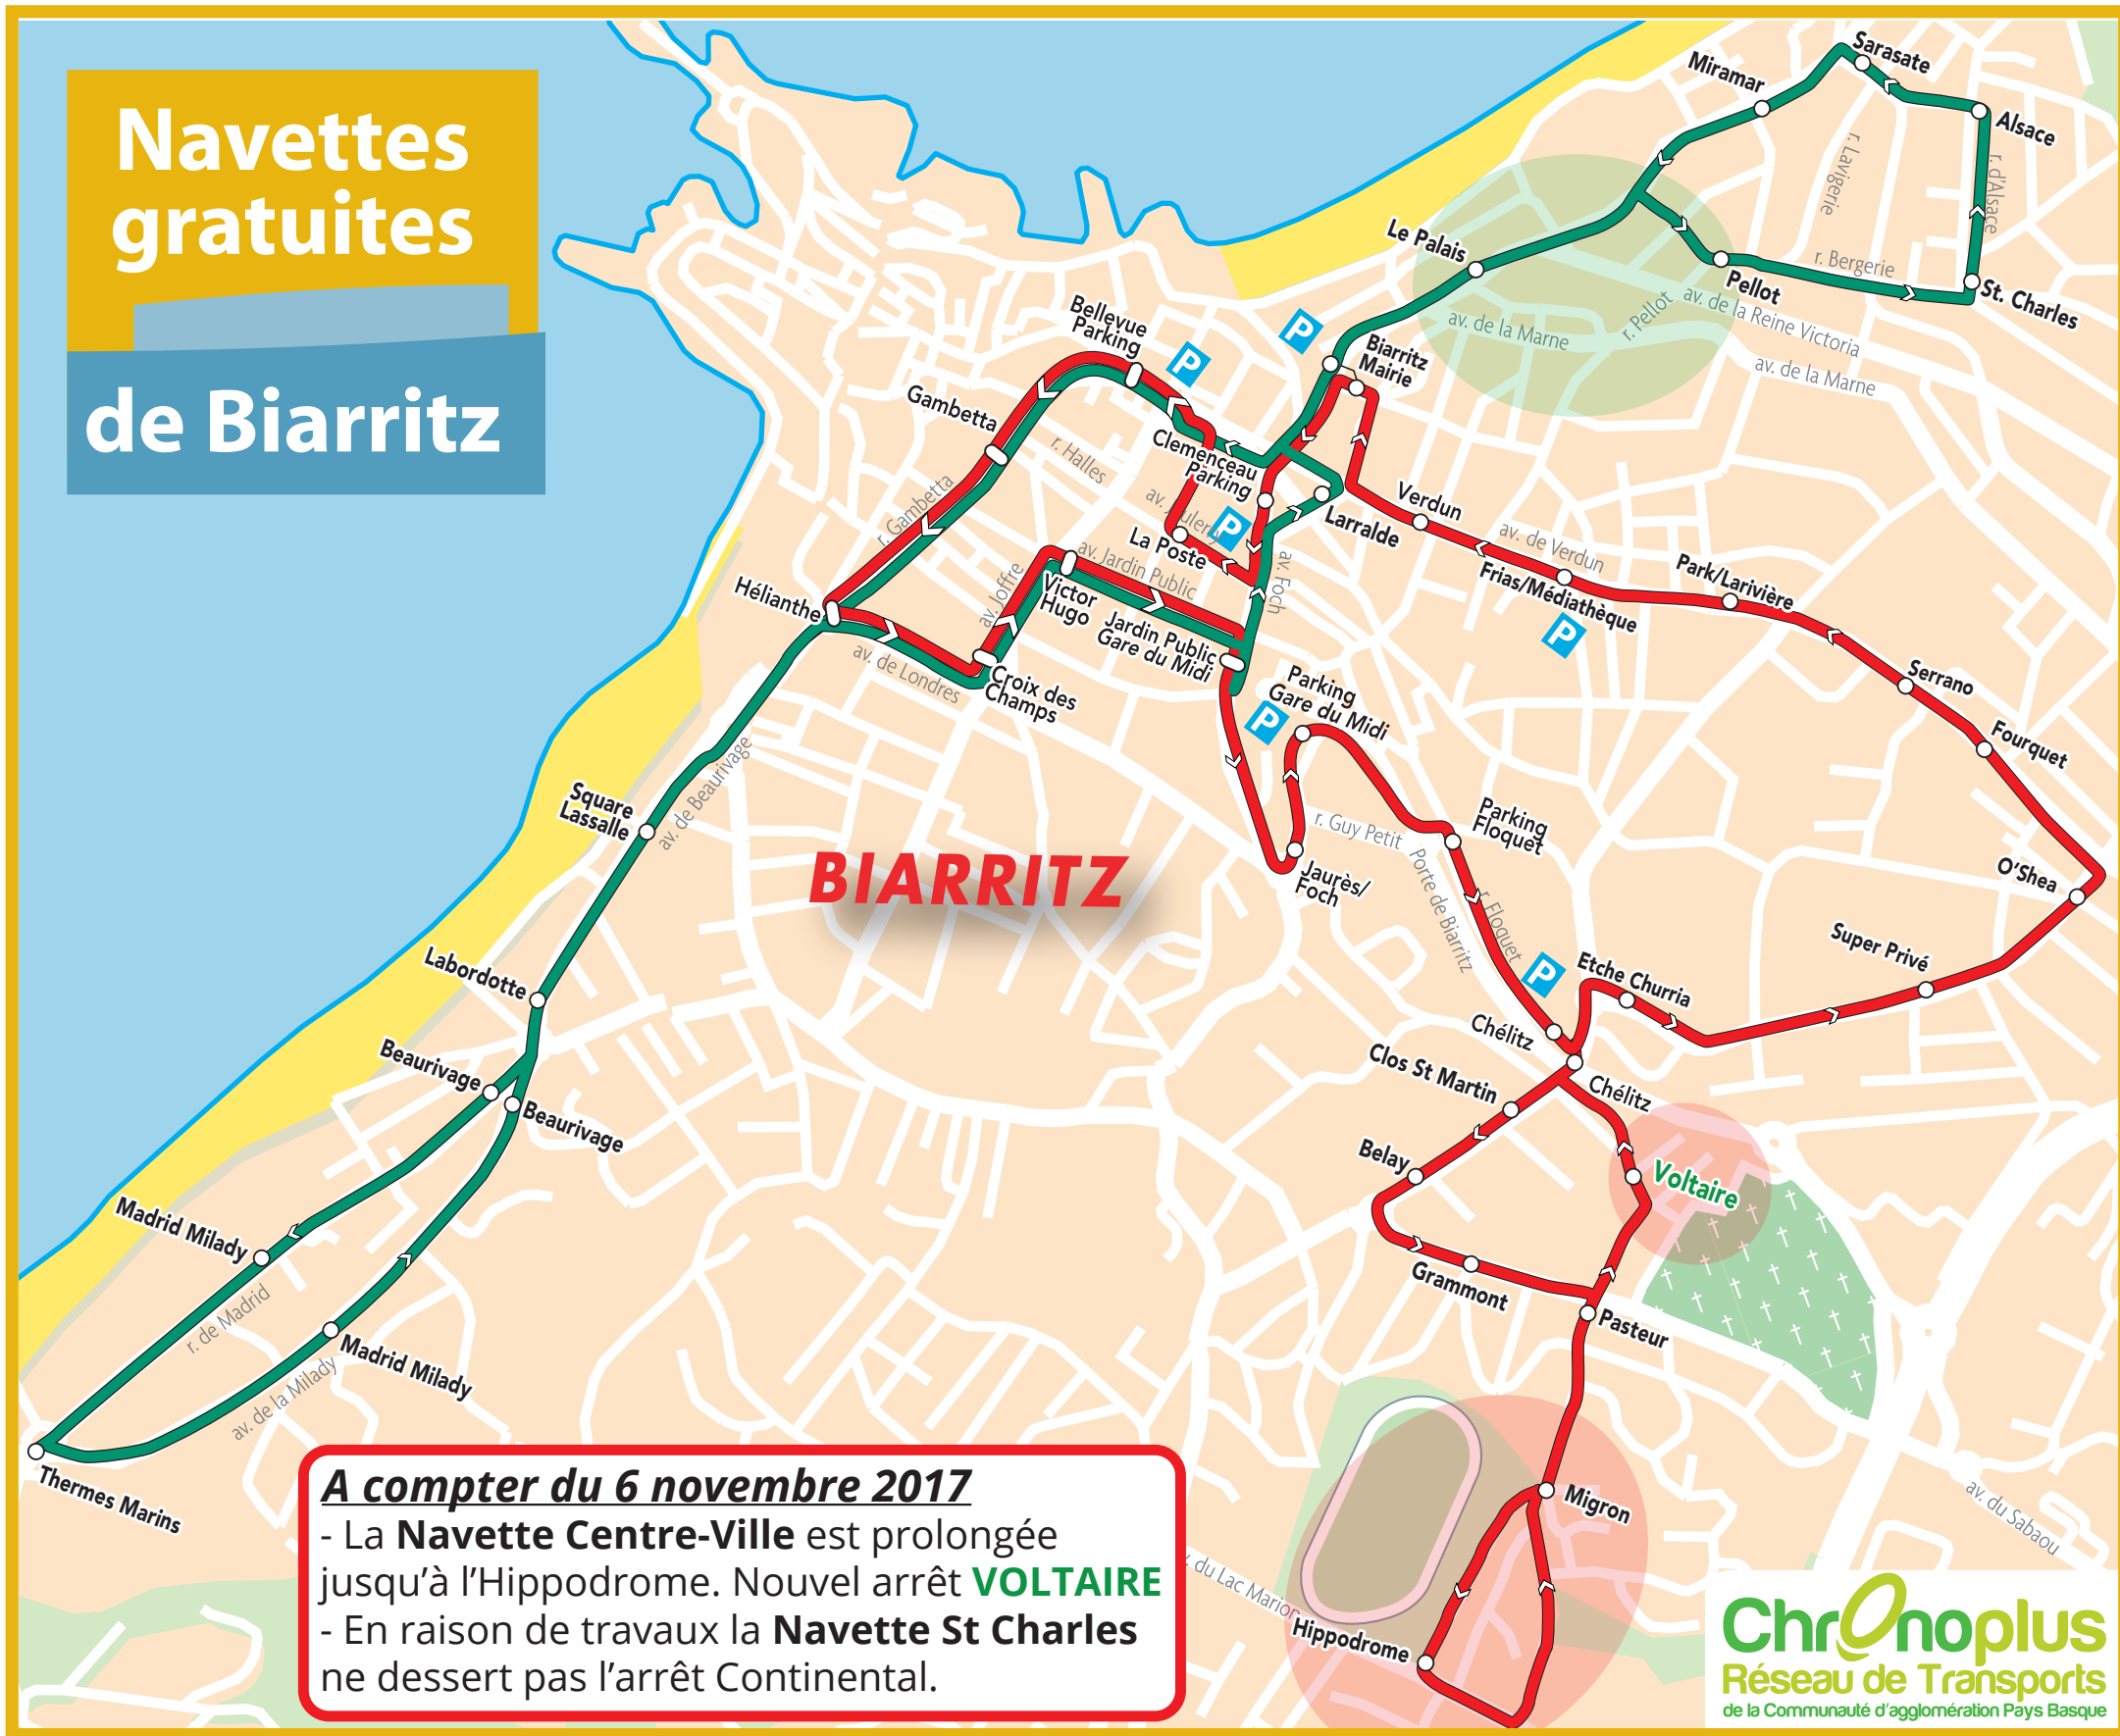 Navettes
gratuites
de Biarritz
Sarasate
Miramar
Alsace
r. Lavigerie
r. d'Alsace
Le Palais
r. Bergerie
Pellot
St. Charles
av. de la Reine Victoria
r. Pellot
av. de la Marne
av. de la Marne
Bellevue
Parking
P
P
Biarritz
Mairie
Gambetta
r. Halles
Clemenceau
Parking
r. Gambetta
av.
P
Larralde
Verdun
av. de Verdun
La Poste
Frias/Médiathèque
P
Park/Larivière
av. Jardin Public
av. Joffre
av. Foch
Hélianthe
Victor
Hugo
Jardin Public
Gare du Midi
av. de Londres
Croix des
Champs
Parking
Gare du Midi
P
Serrano
Fourquet
av. de Beaurivage
Square
Lassalle
BIARRITZ
r. Guy Petit
Parking
Floquet
Jaurès/
Foch
Porte de Biarritz
r. Floquet
O'Shea
Super Privé
P
Etche Churria
Labordotte
Chélitz
Chélitz
Clos St Martin
Beaurivage
Beaurivage
Belay
Voltaire
Madrid Milady
r. de Madrid
Grammont
Pasteur
Madrid Milady
av. de la Milady
Thermes Marins
Migron
av. du Sabaou
du Lac Marion
Hippodrome
A compter du 6 novembre 2017
- La Navette Centre-Ville est prolongée
jusqu'à l'Hippodrome. Nouvel arrêt VOLTAIRE
- En raison de travaux la Navette St Charles
ne dessert pas l'arrêt Continental.
Chronoplus
Réseau de Transports
de la Communauté d'agglomération Pays Basque